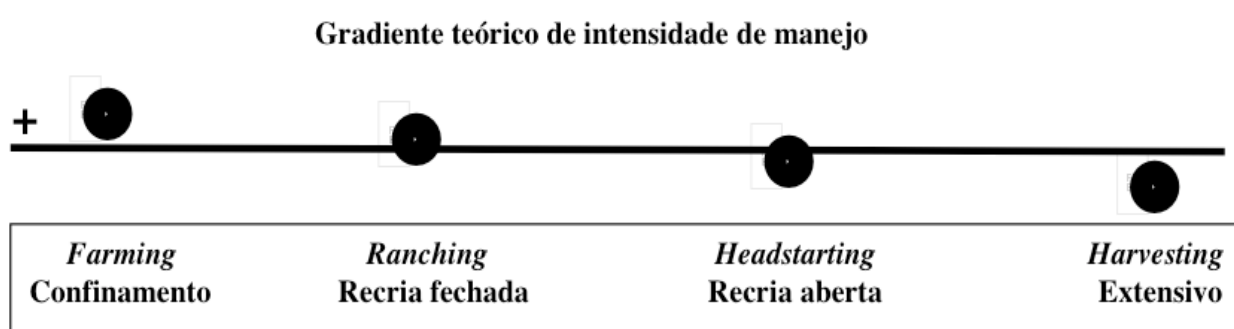 Gradiente teórico de intensidade de manejo
+
Farming Ranching Headstarting Harvesting
Confinamento Recria fechada Recria aberta Extensivo